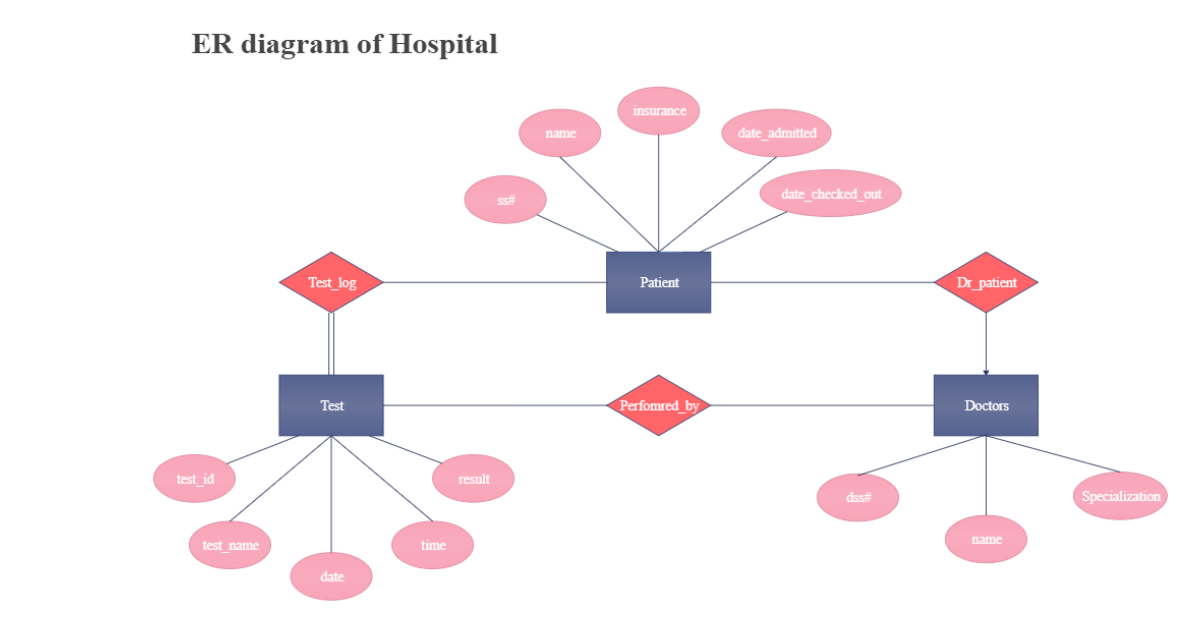 ER diagram of Hospital
insurance
name
date_admitted
date_checked_out
ss#
Test_log
Patient
Dr_patient
Test
Perfomred_by
Doctors
test_id
result
dss#
Specialization
test_name
time
name
date